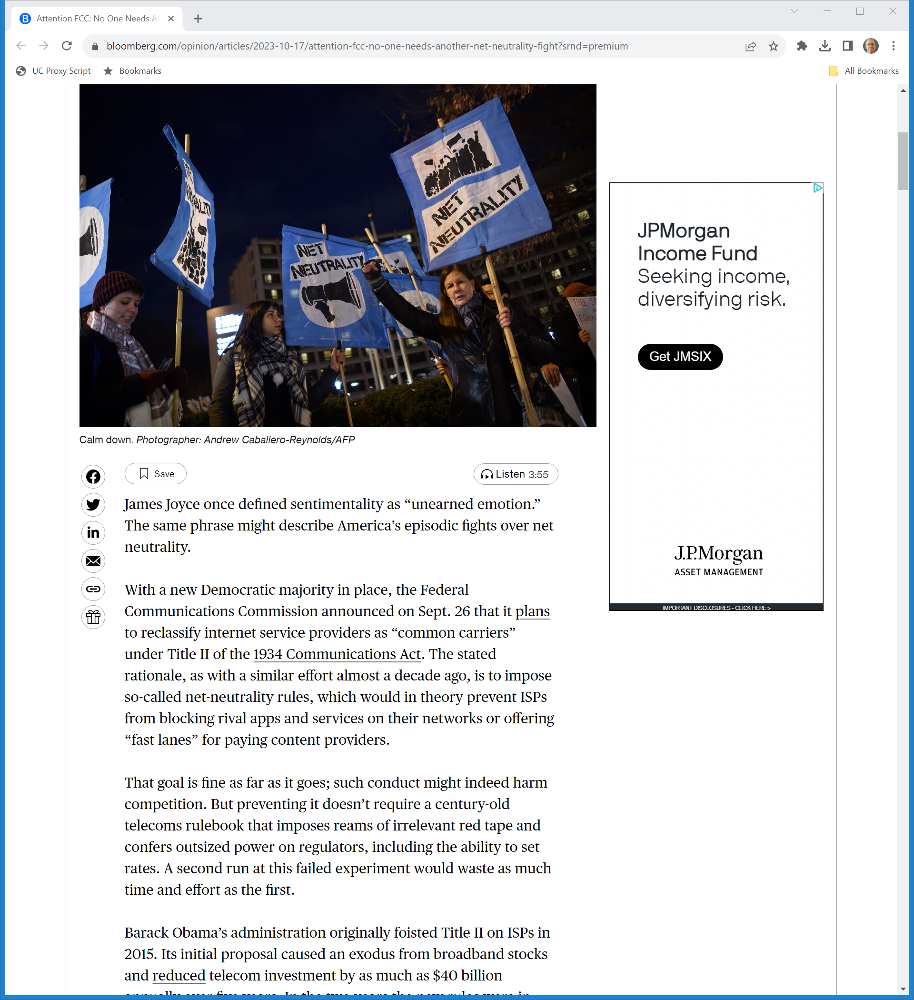 Attention FCC: No One Needs A
bloomberg.com/opinion/articles/2023-10-17/attention-fcc-no-one-needs-another-net-neutrality-fight?srnd=premium
UC Proxy Script
Bookmarks
All Bookmarks
NET
NEUTRALITY
NET
NEUTRALITY
FREE
EQUAL
JPMorgan
Income Fund
Seeking income,
diversifying risk.
Get JMSIX
J.P.Morgan
ASSET MANAGEMENT
IMPORTANT DISCLOSURES - CLICK HERE >
Calm down. Photographer: Andrew Caballero-Reynolds/AFP
Save
Listen 3:55
James Joyce once defined sentimentality as “unearned emotion.”
The same phrase might describe America’s episodic fights over net
neutrality.
With a new Democratic majority in place, the Federal
Communications Commission announced on Sept. 26 that it plans
to reclassify internet service providers as “common carriers”
under Title II of the 1934 Communications Act. The stated
rationale, as with a similar effort almost a decade ago, is to impose
so-called net-neutrality rules, which would in theory prevent ISPs
from blocking rival apps and services on their networks or offering
“fast lanes” for paying content providers.
That goal is fine as far as it goes; such conduct might indeed harm
competition. But preventing it doesn’t require a century-old
telecoms rulebook that imposes reams of irrelevant red tape and
confers outsized power on regulators, including the ability to set
rates. A second run at this failed experiment would waste as much
time and effort as the first.
Barack Obama’s administration originally foisted Title II on ISPs in
2015. Its initial proposal caused an exodus from broadband stocks
and reduced telecom investment by as much as $40 billion